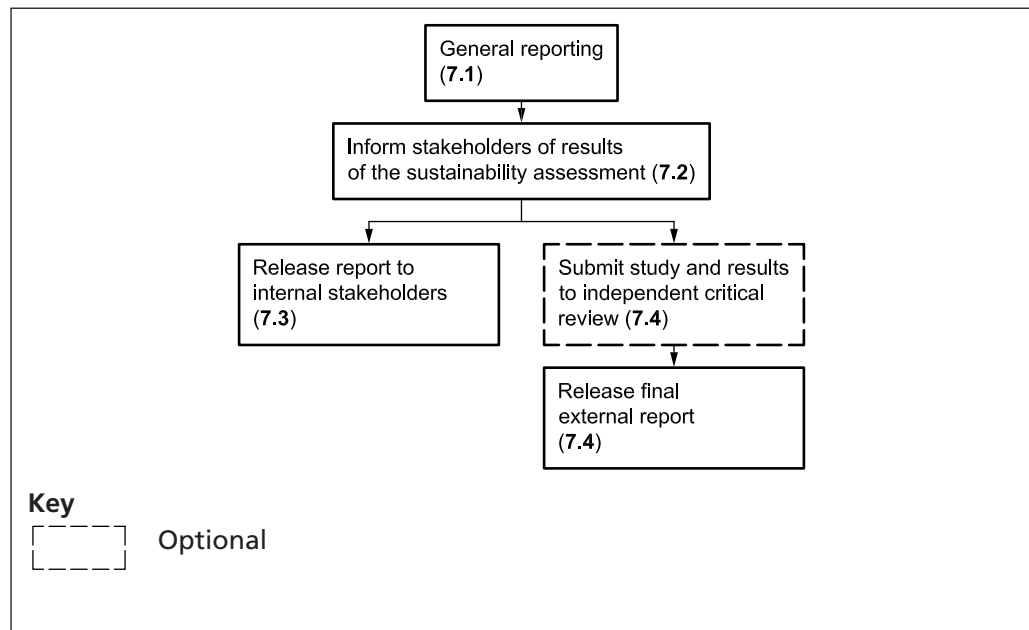 General reporting
(7.1)
Inform stakeholders of results
of the sustainability assessment (7.2)
Release report to
internal stakeholders
(7.3)
Submit study and results
to independent critical
review (7.4)
Release final
external report
(7.4)
Key
Optional